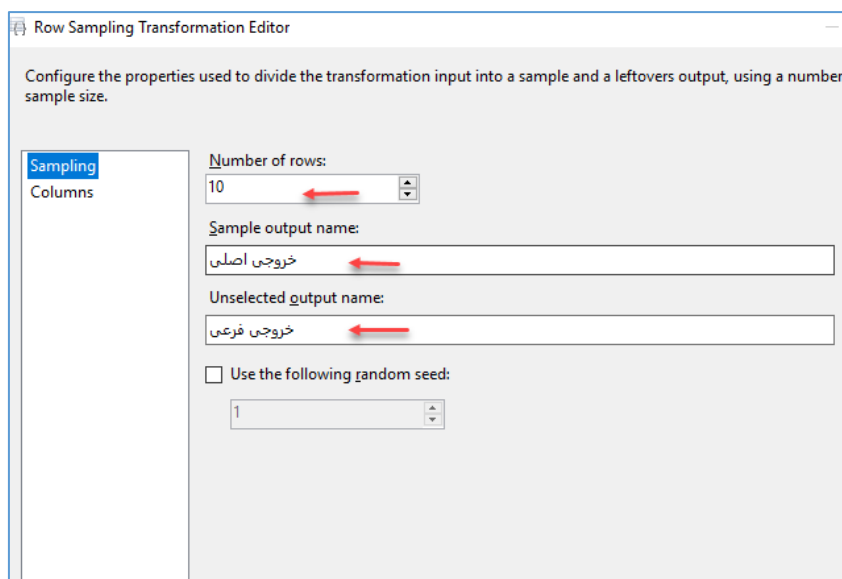 Row Sampling Transformation Editor
Configure the properties used to divide the transformation input into a sample and a leftovers output, using a number
sample size.
Sampling
Columns
Number of rows:
10
Sample output name:
خروجی اصلی
Unselected output name:
خروجی فرعی
Use the following random seed:
1